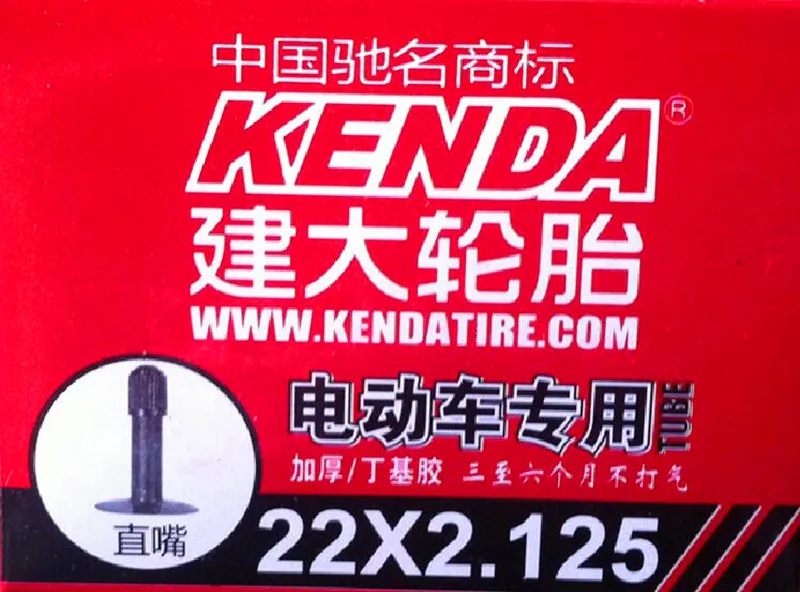 中国驰名商标
KENDA®
建大轮胎
WWW.KENDATIRE.COM
电动车专用 TUBE
加厚/丁基胶 三至六个月不打气
直嘴
22X2.125